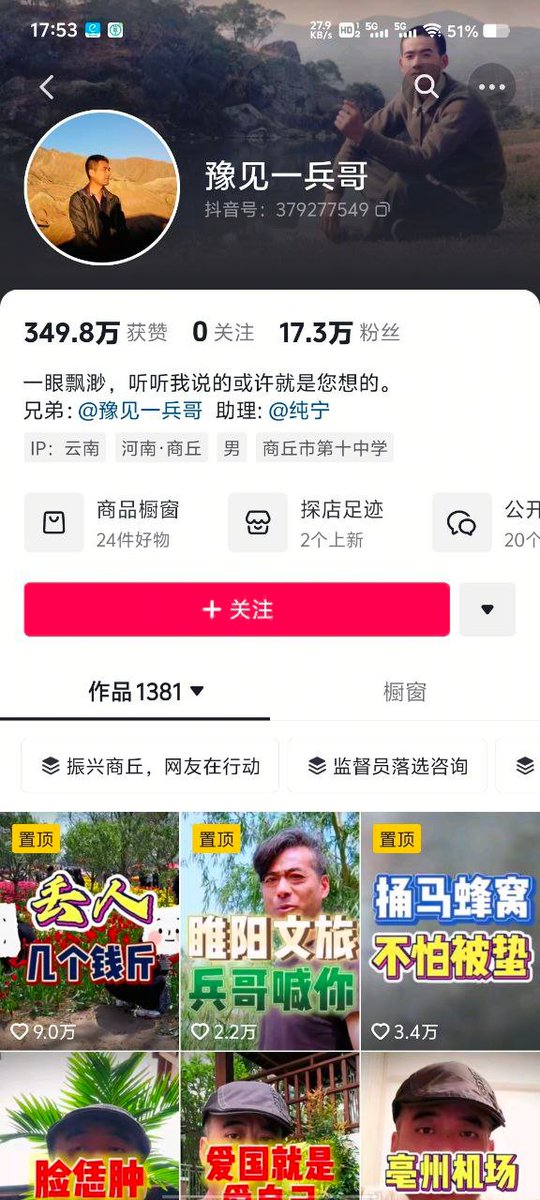 17:53
27.9
KB/s
HD 1 2 5G 5G 51%
豫见一兵哥
抖音号：379277549
349.8万 获赞 0 关注 17.3万 粉丝
一眼飘渺，听听我说的或许就是您想的。
兄弟：@豫见一兵哥 助理：@纯宁
IP：云南 河南·商丘 男 商丘市第十中学
商品橱窗 探店足迹 公开
24件好物 2个上新 20个
+ 关注
作品 1381 橱窗
振兴商丘，网友在行动 监督员落选咨询
置顶 置顶 置顶
丢人
几个钱斤
睢阳文旅
兵哥喊你
捅马蜂窝
不怕被蛰
9.0万 2.2万 3.4万
脸恁肿
爱国就是
爱自己
亳州机场